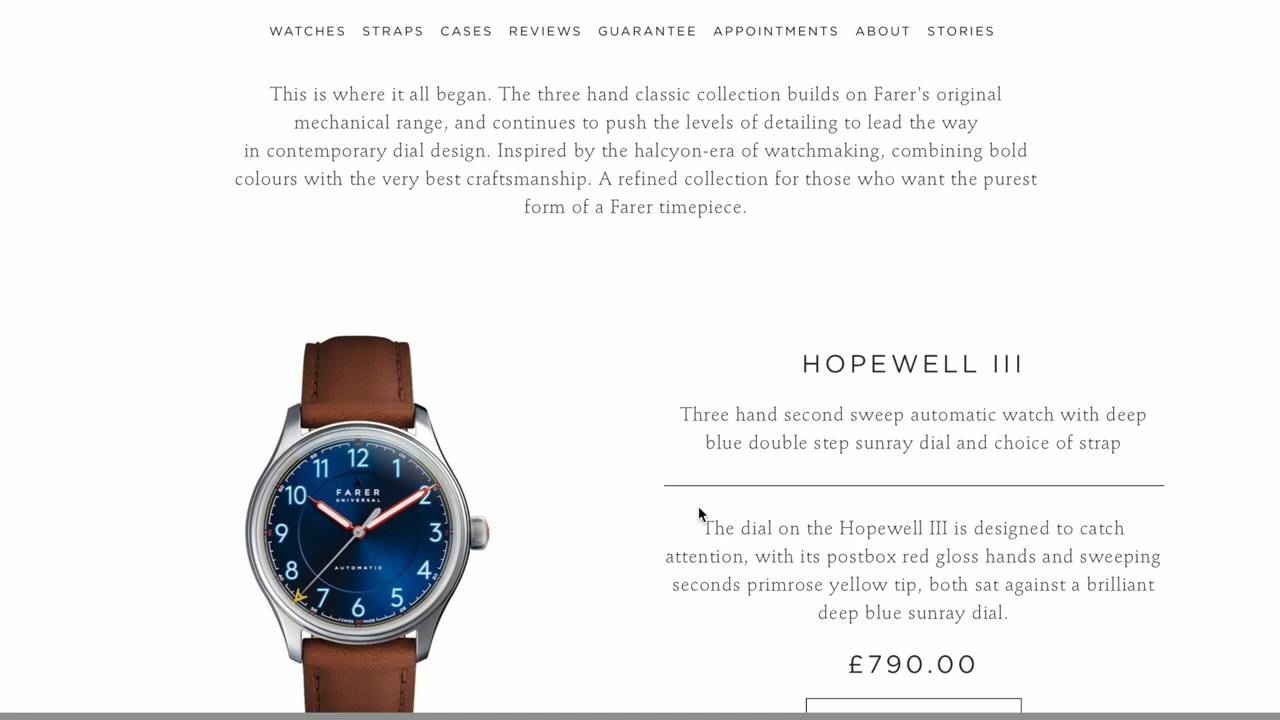 WATCHES STRAPS CASES REVIEWS GUARANTEE APPOINTMENTS ABOUT STORIES
This is where it all began. The three hand classic collection builds on Farer's original
mechanical range, and continues to push the levels of detailing to lead the way
in contemporary dial design. Inspired by the halcyon-era of watchmaking, combining bold
colours with the very best craftsmanship. A refined collection for those who want the purest
form of a Farer timepiece.
HOPEWELL III
Three hand second sweep automatic watch with deep
blue double step sunray dial and choice of strap
The dial on the Hopewell III is designed to catch
attention, with its postbox red gloss hands and sweeping
seconds primrose yellow tip, both sat against a brilliant
deep blue sunray dial.
£790.00
12
11 1
10 2
FARER
UNIVERSAL
9 3
AUTOMATIC
8 4
7 5
6
SWISS MADE